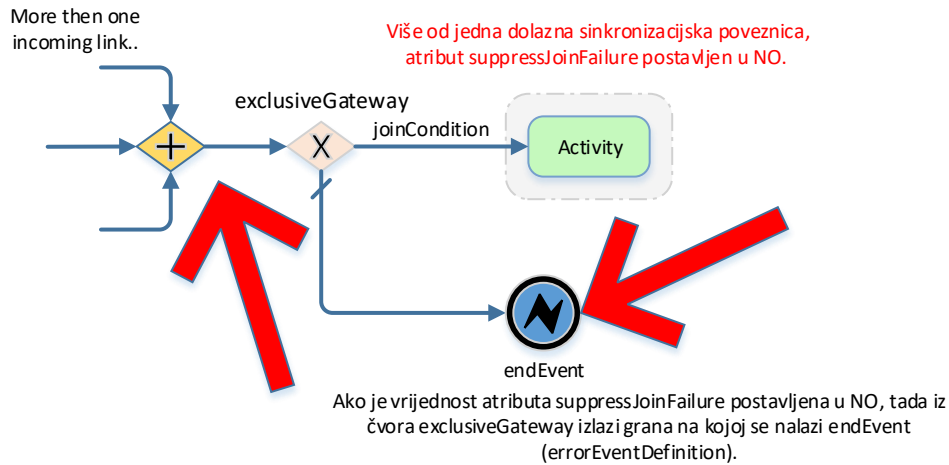 More then one
incoming link..
Više od jedna dolazna sinkronizacijska poveznica,
atribut suppressJoinFailure postavljen u NO.
exclusiveGateway
joinCondition
X
Activity
endEvent
Ako je vrijednost atributa suppressJoinFailure postavljena u NO, tada iz
čvora exclusiveGateway izlazi grana na kojoj se nalazi endEvent
(errorEventDefinition).